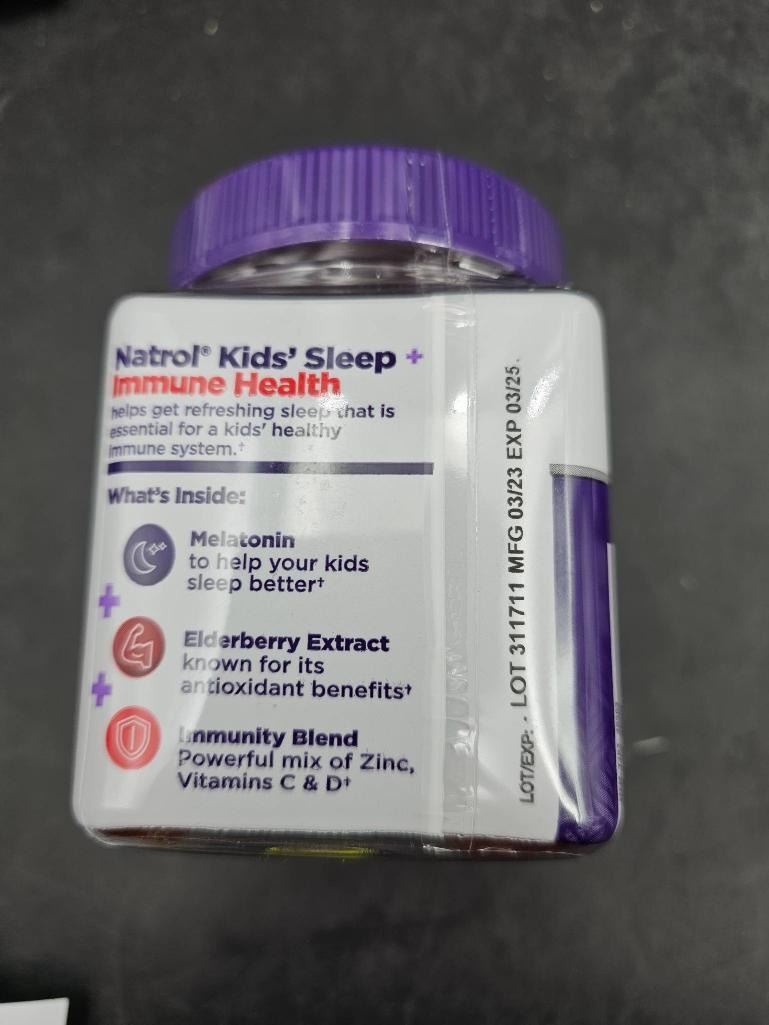 Natrol® Kids' Sleep +
Immune Health
helps get refreshing sleep that is
essential for a kids' healthy
immune system.†
What's Inside:
Melatonin
to help your kids
sleep better†
Elderberry Extract
known for its
antioxidant benefits†
Immunity Blend
Powerful mix of Zinc,
Vitamins C & D†
LOT/EXP: - LOT 311711 MFG 03/23 EXP 03/25.